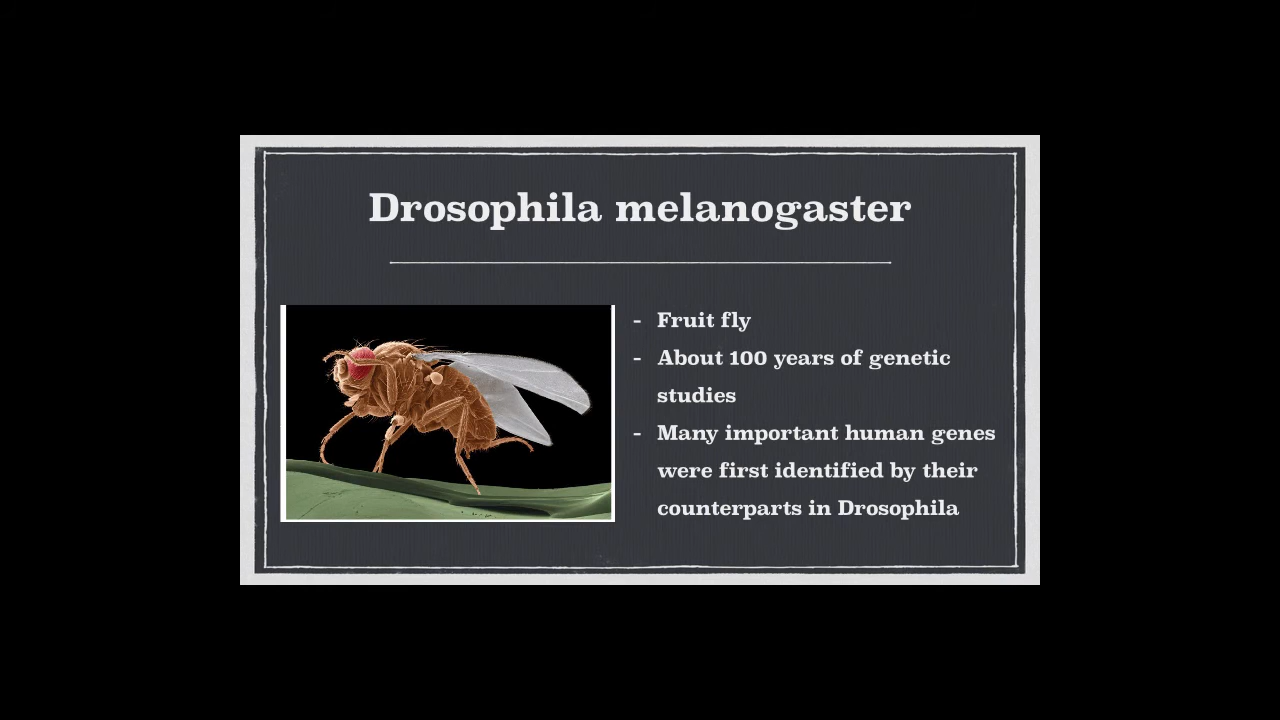 Drosophila melanogaster
- Fruit fly
- About 100 years of genetic
studies
- Many important human genes
were first identified by their
counterparts in Drosophila